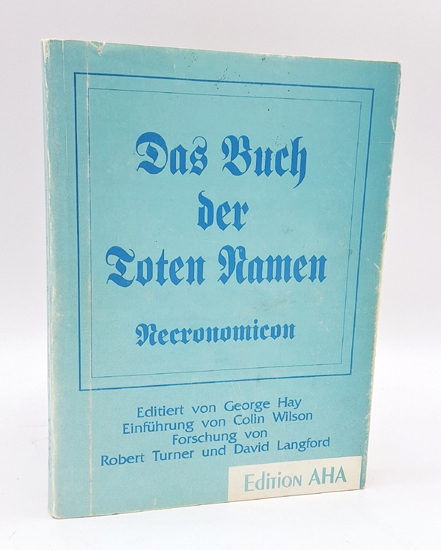 Das Buch
der
Toten Namen
Necronomicon
Editiert von George Hay
Einführung von Colin Wilson
Forschung von
Robert Turner und David Langford
Edition AHA